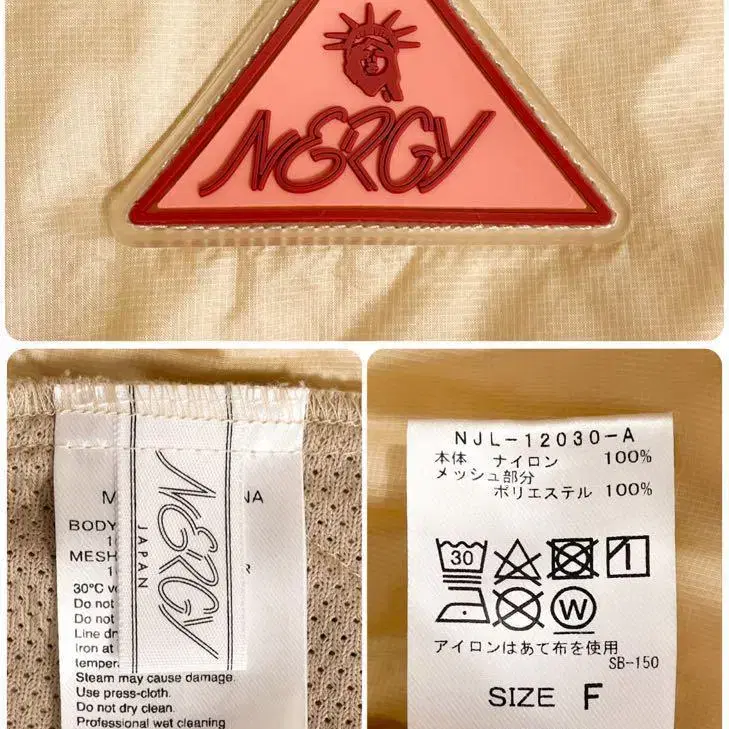 NERGY
M NA
BODY
MESH R
30°C
Do not
Do not
Line
Iron at
Steam may cause damage.
Use press-cloth.
Do not dry clean.
Professional wet cleaning
NERGY
JAPAN
NJL-12030-A
本体 ナイロン 100%
メッシュ部分
ポリエステル 100%
30
W
アイロンはあて布を使用
SB-150
SIZE F